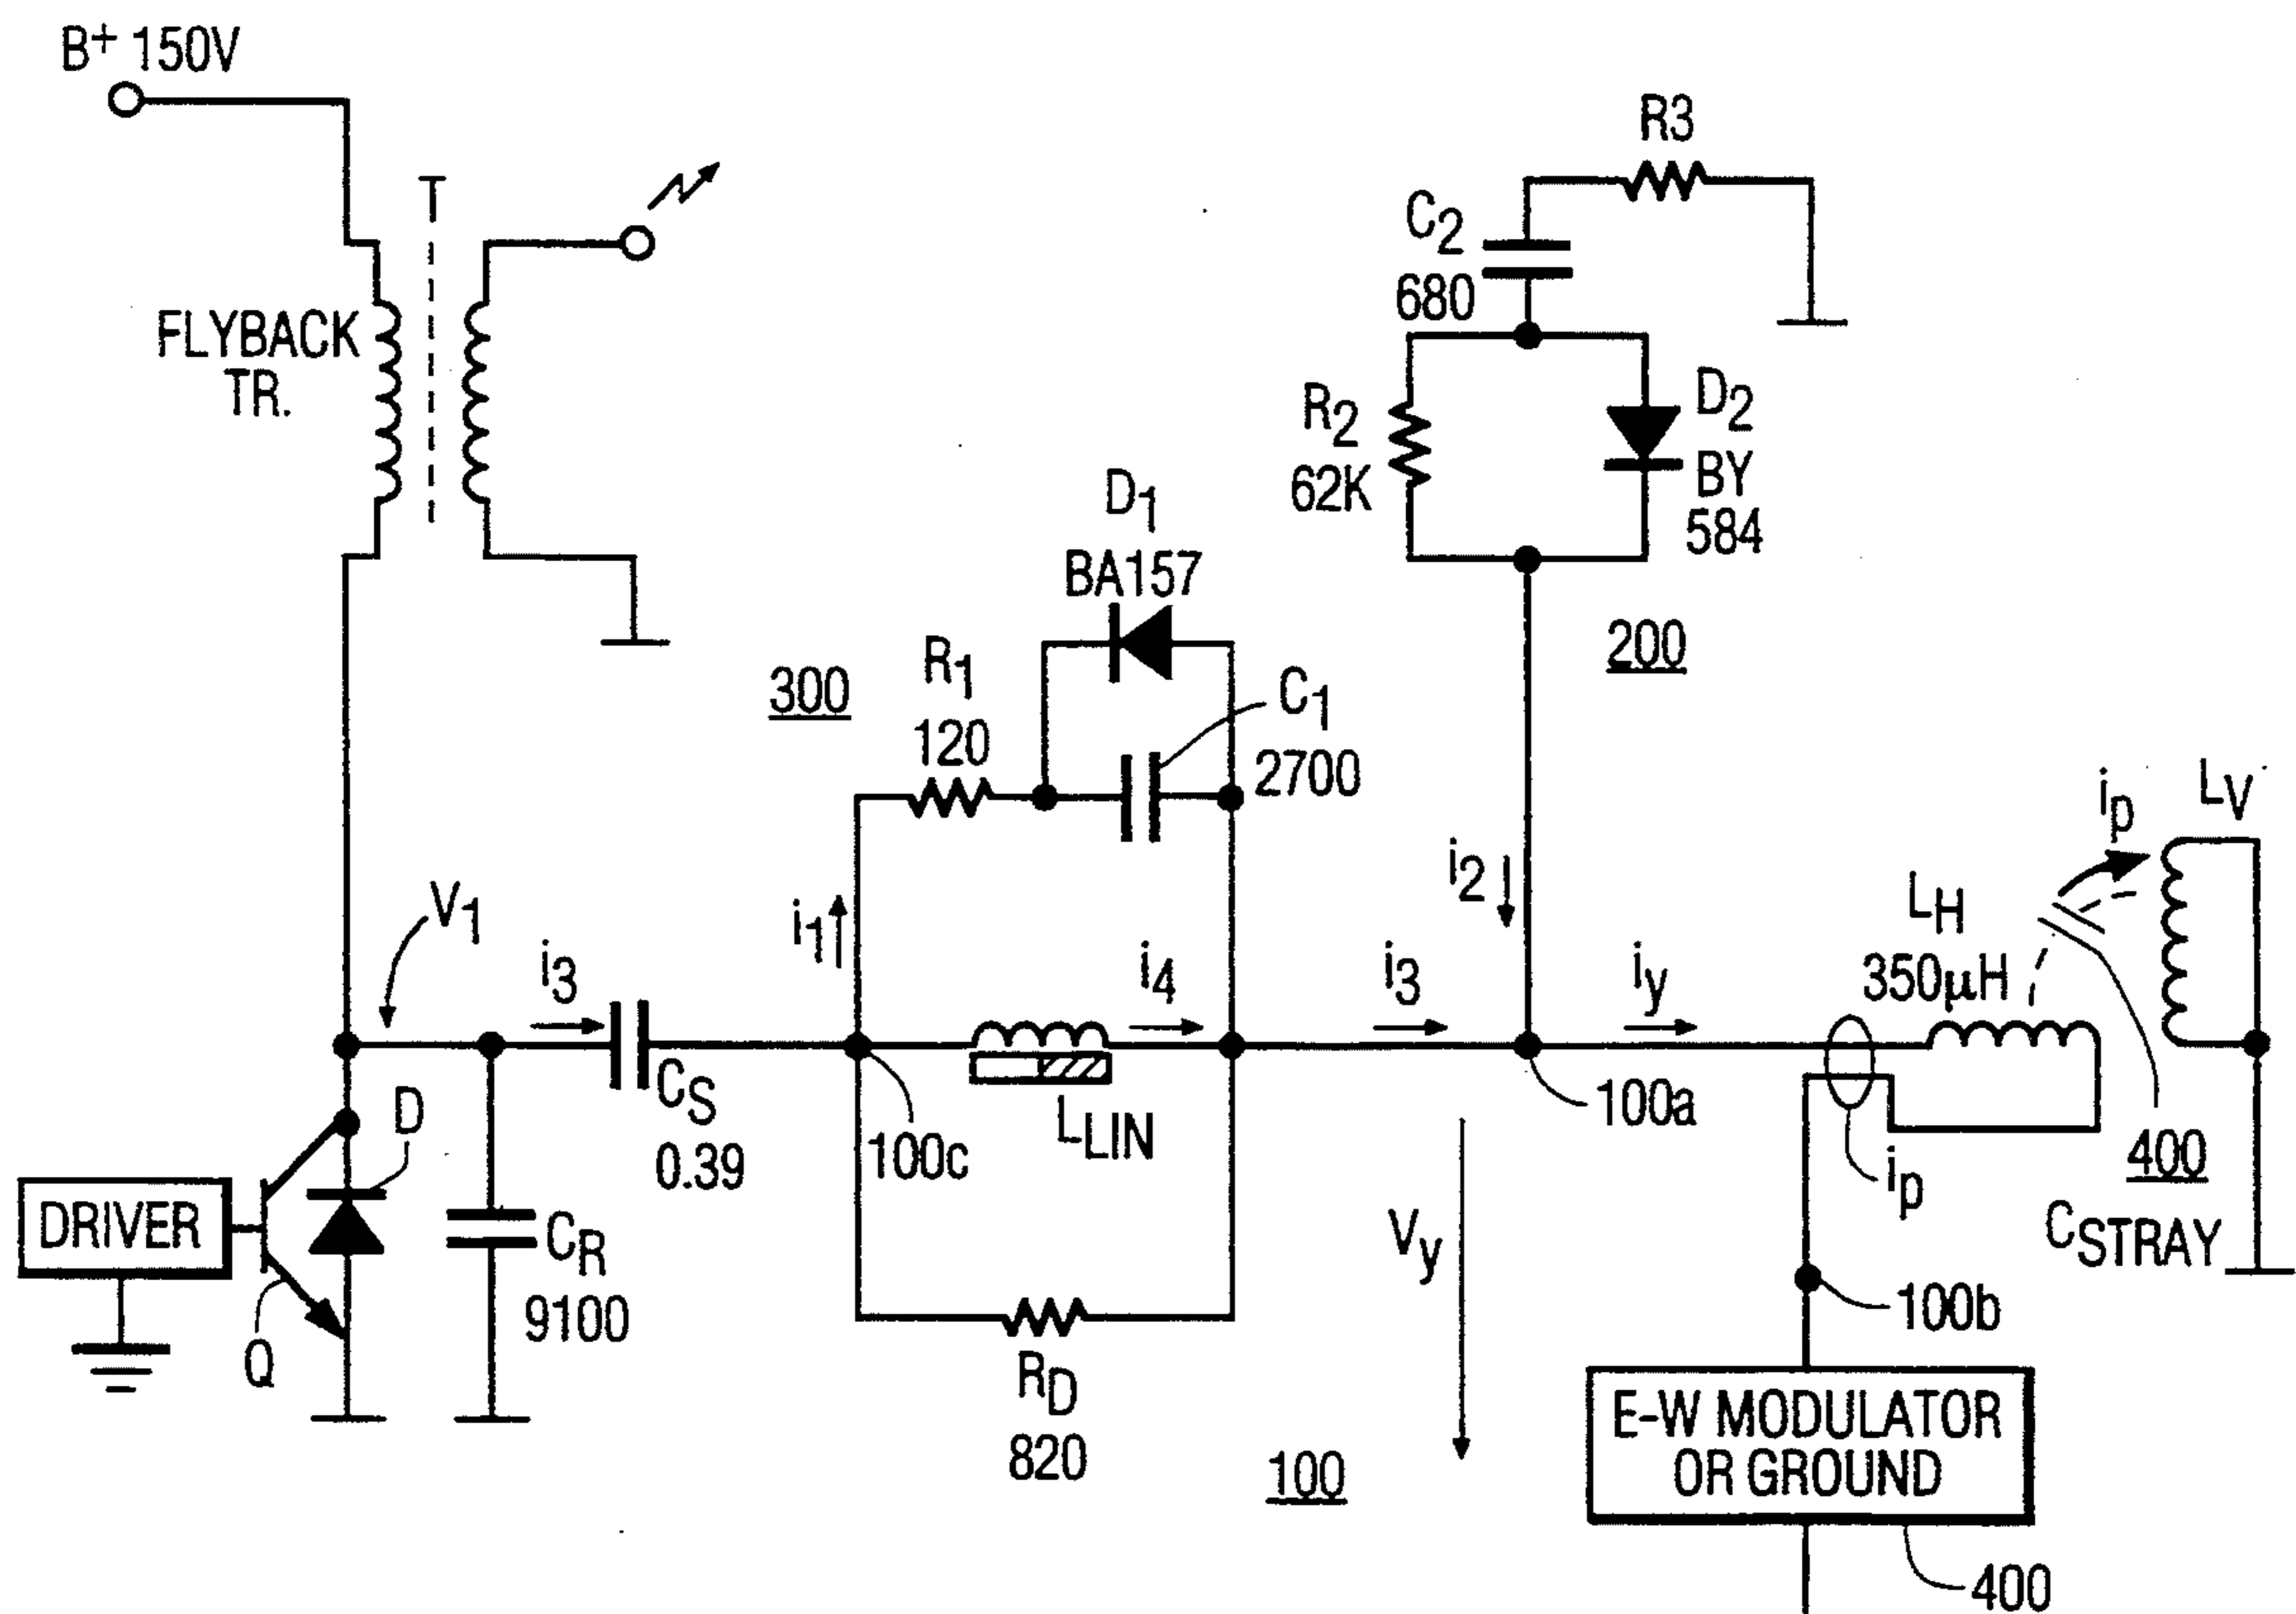 B+ 150V
T
FLYBACK
TR.
R3
C2
680
R2
62K
D2
BY
584
200
D1
BA157
R1
120
300
C1
2700
V1
i3
i1
i4
i3
i2
iy
LH
350µH
ip
LV
CS
0.39
100c
LLIN
100a
D
DRIVER
Q
CR
9100
RD
820
100
Vy
ip
400
CSTRAY
100b
E-W MODULATOR
OR GROUND
400